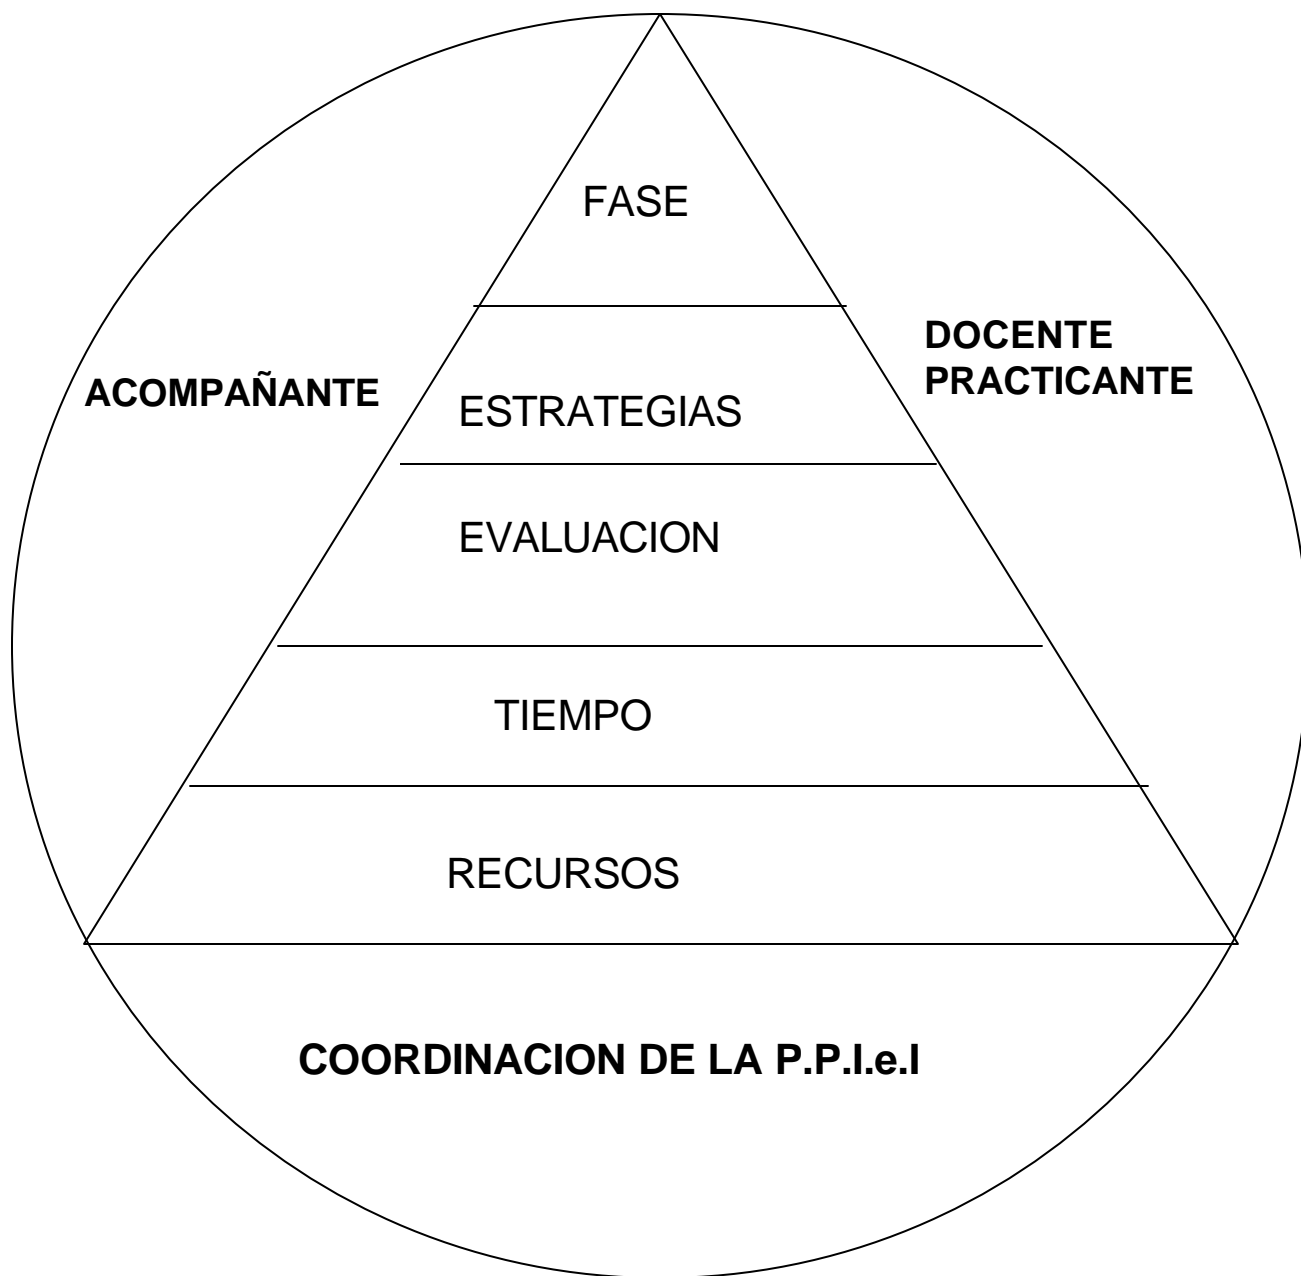 FASE
DOCENTE
PRACTICANTE
ACOMPAÑANTE
ESTRATEGIAS
EVALUACION
TIEMPO
RECURSOS
COORDINACION DE LA P.P.I.e.I